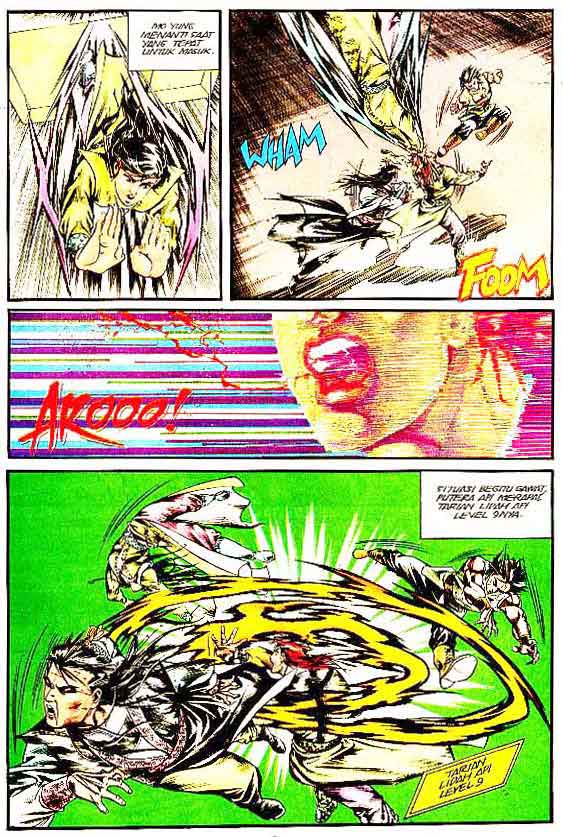 MO YUNG
MENANTI SAAT
YANG TEPAT
UNTUK MASUK.
WHAM
FOOM
AROOO!
SITUASI BEGITU GAWAT,
PUTERA API MERAPAL
TARIAN LIDAH API
LEVEL 9NYA.
TARIAN
LIDAH API
LEVEL 9